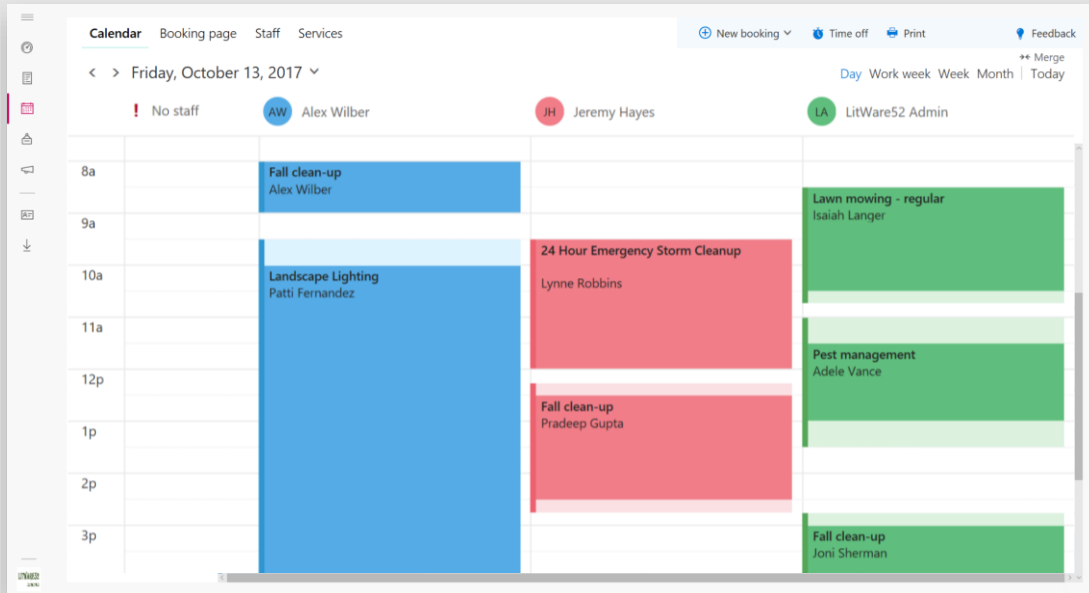 Calendar Booking page Staff Services
New booking Time off Print Feedback
Merge
Friday, October 13, 2017
Day Work week Week Month Today
! No staff AW Alex Wilber JH Jeremy Hayes LA LitWare52 Admin
8a
Fall clean-up
Alex Wilber
Lawn mowing - regular
Isaiah Langer
9a
24 Hour Emergency Storm Cleanup
Lynne Robbins
10a
Landscape Lighting
Patti Fernandez
11a
Pest management
Adele Vance
12p
Fall clean-up
Pradeep Gupta
1p
2p
3p
Fall clean-up
Joni Sherman